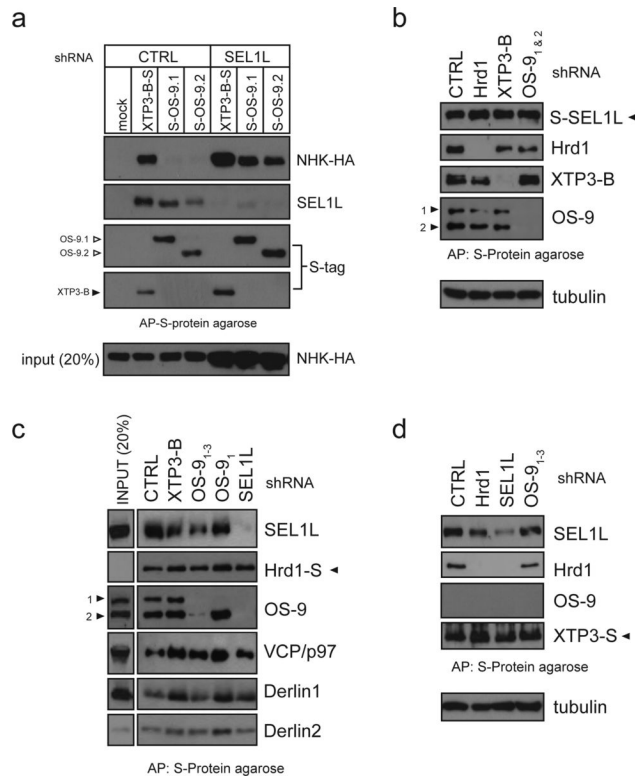 a
shRNA CTRL SEL1L
mock XTP3-B-S S-OS-9.1 S-OS-9.2 XTP3-B-S S-OS-9.1 S-OS-9.2
NHK-HA
SEL1L
OS-9.1
OS-9.2
S-tag
XTP3-B
AP-S-protein agarose
input (20%) NHK-HA
b
CTRL Hrd1 XTP3-B OS-9₁ & ₂ shRNA
S-SEL1L
Hrd1
XTP3-B
1
OS-9
2
AP: S-Protein agarose
tubulin
c
INPUT (20%) CTRL XTP3-B OS-9₁₋₃ OS-9₁ SEL1L shRNA
SEL1L
Hrd1-S
1
OS-9
2
VCP/p97
Derlin1
Derlin2
AP: S-Protein agarose
d
CTRL Hrd1 SEL1L OS-9₁₋₃ shRNA
SEL1L
Hrd1
OS-9
XTP3-S
AP: S-Protein agarose
tubulin